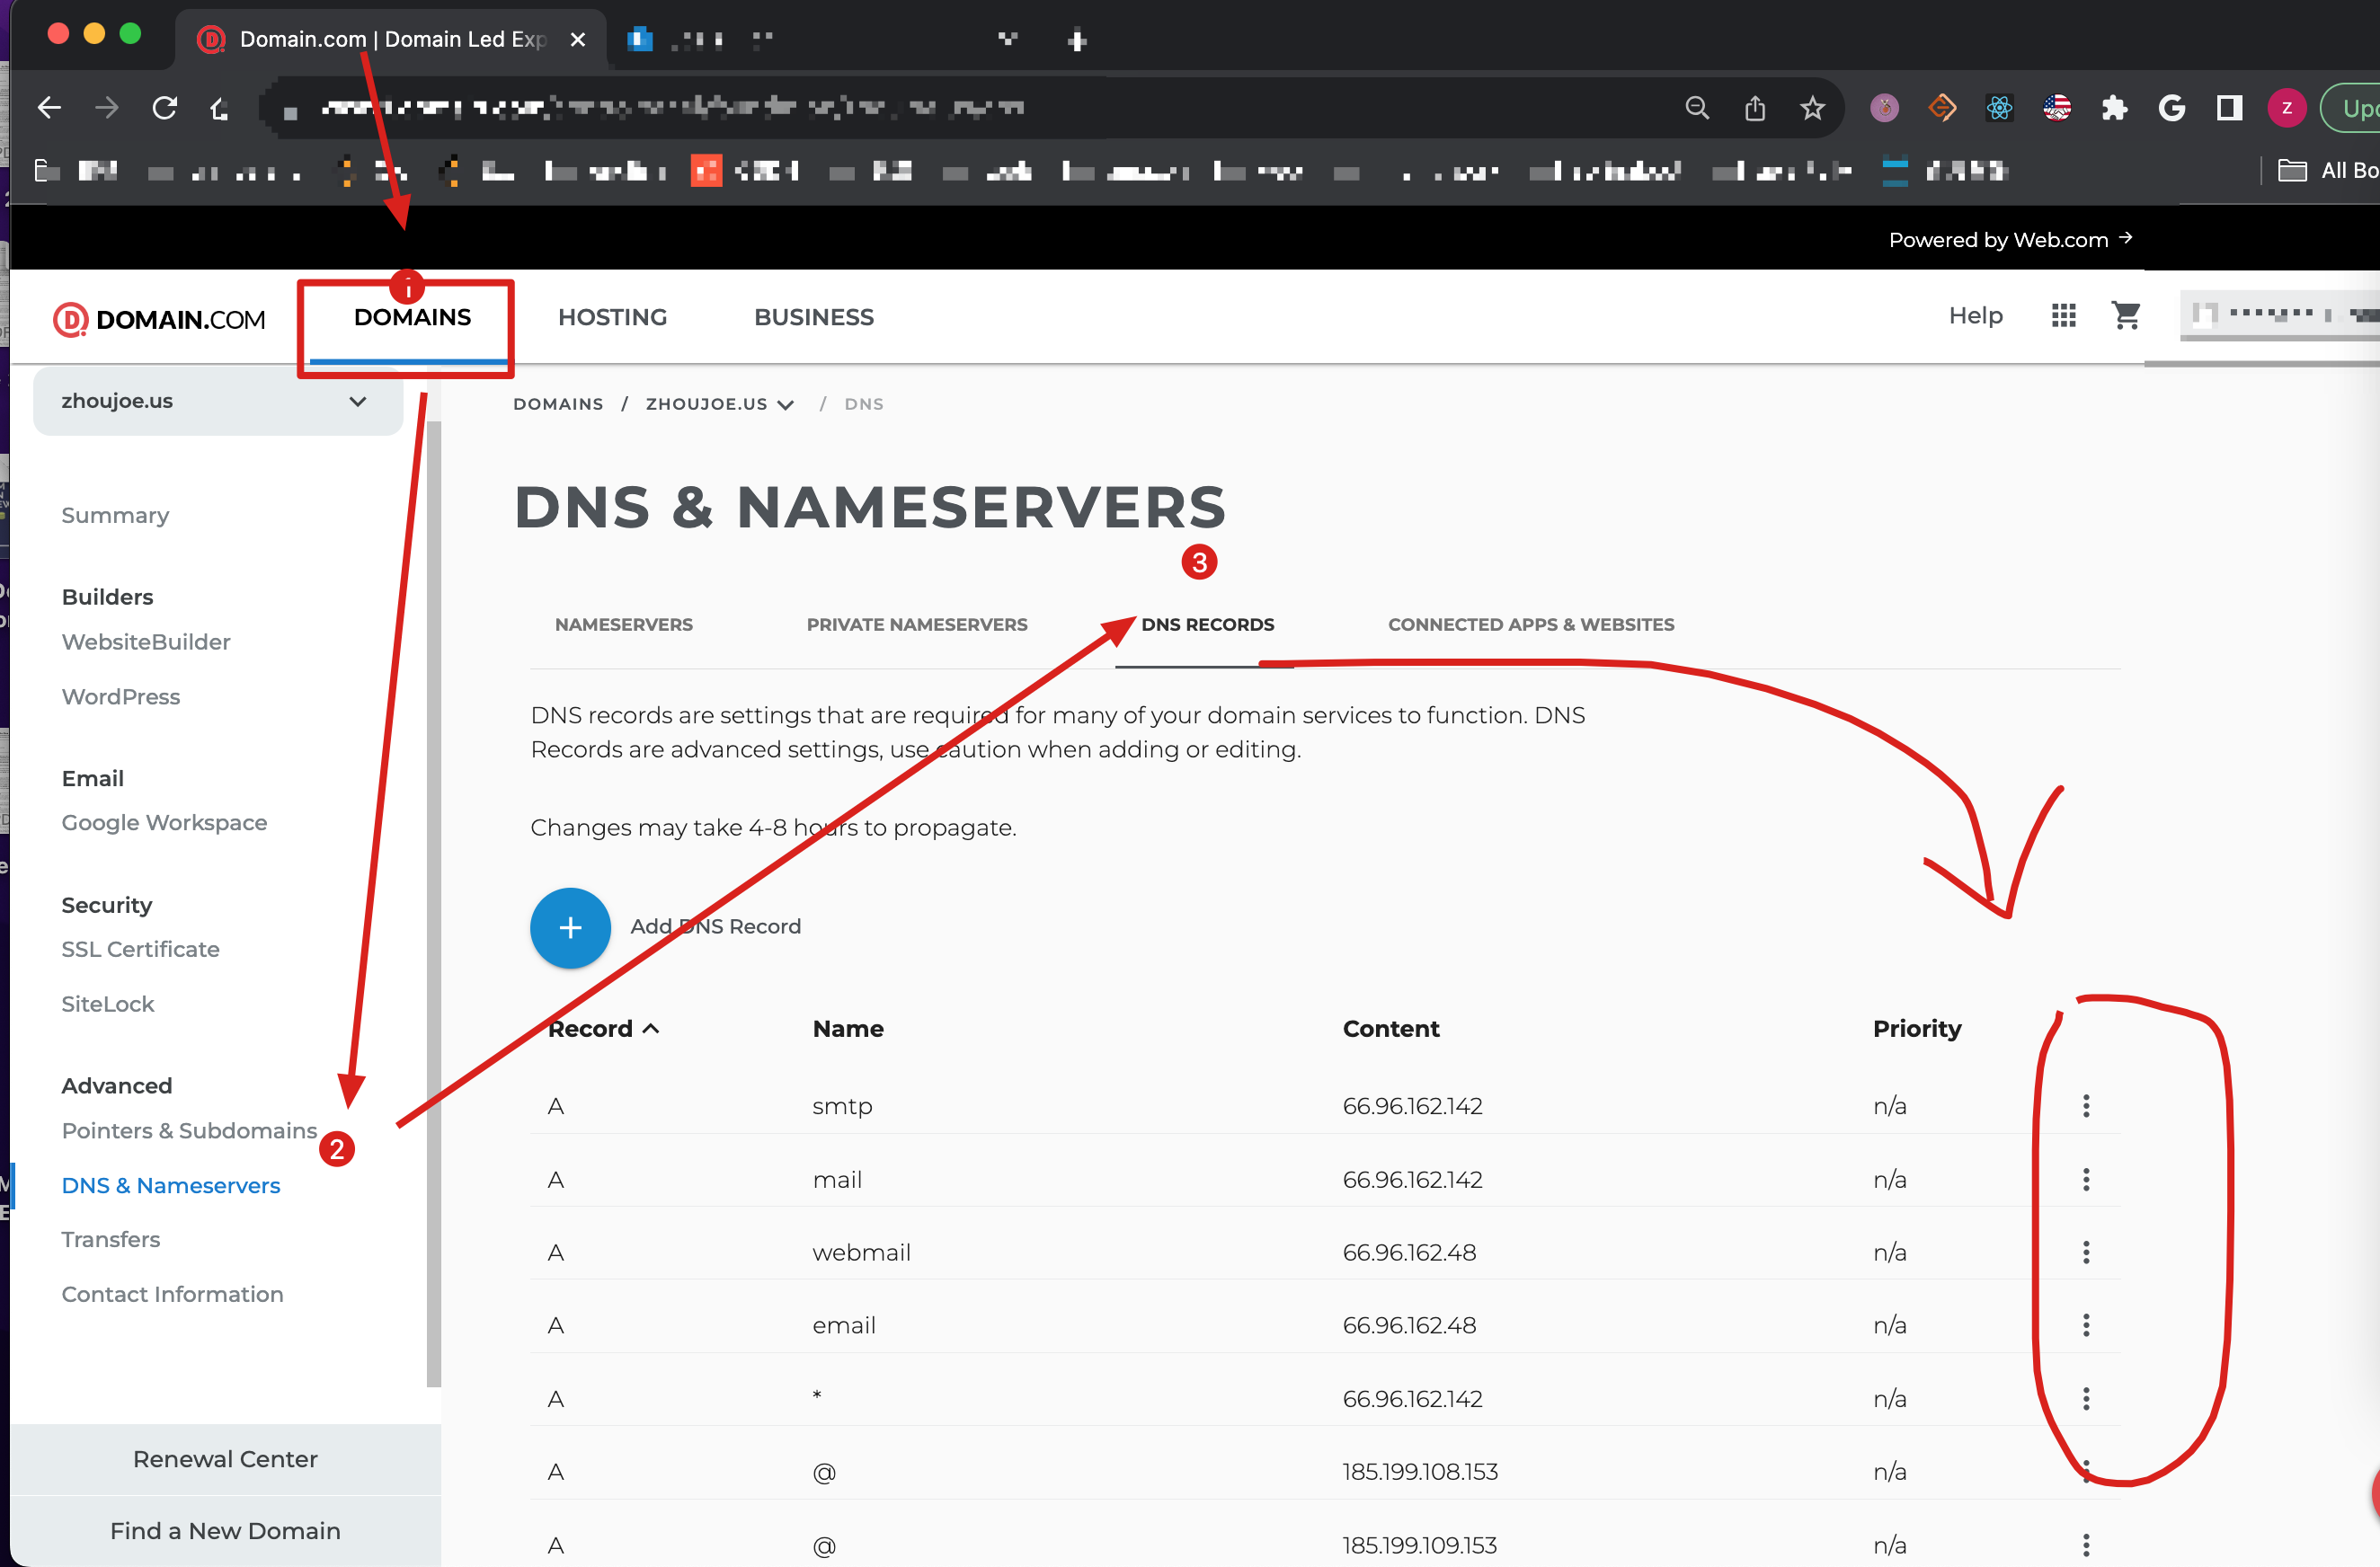 Domain.com | Domain Led Exp
Upd
All Bo
Powered by Web.com →
DOMAIN.COM
1
DOMAINS
HOSTING
BUSINESS
Help
zhoujoe.us
DOMAINS / ZHOUJOE.US / DNS
Summary
Builders
WebsiteBuilder
WordPress
Email
Google Workspace
Security
SSL Certificate
SiteLock
Advanced
Pointers & Subdomains
2
DNS & Nameservers
Transfers
Contact Information
Renewal Center
Find a New Domain
DNS & NAMESERVERS
3
NAMESERVERS PRIVATE NAMESERVERS DNS RECORDS CONNECTED APPS & WEBSITES
DNS records are settings that are required for many of your domain services to function. DNS
Records are advanced settings, use caution when adding or editing.
Changes may take 4-8 hours to propagate.
+ Add DNS Record
Record Name Content Priority
A smtp 66.96.162.142 n/a
A mail 66.96.162.142 n/a
A webmail 66.96.162.48 n/a
A email 66.96.162.48 n/a
A * 66.96.162.142 n/a
A @ 185.199.108.153 n/a
A @ 185.199.109.153 n/a